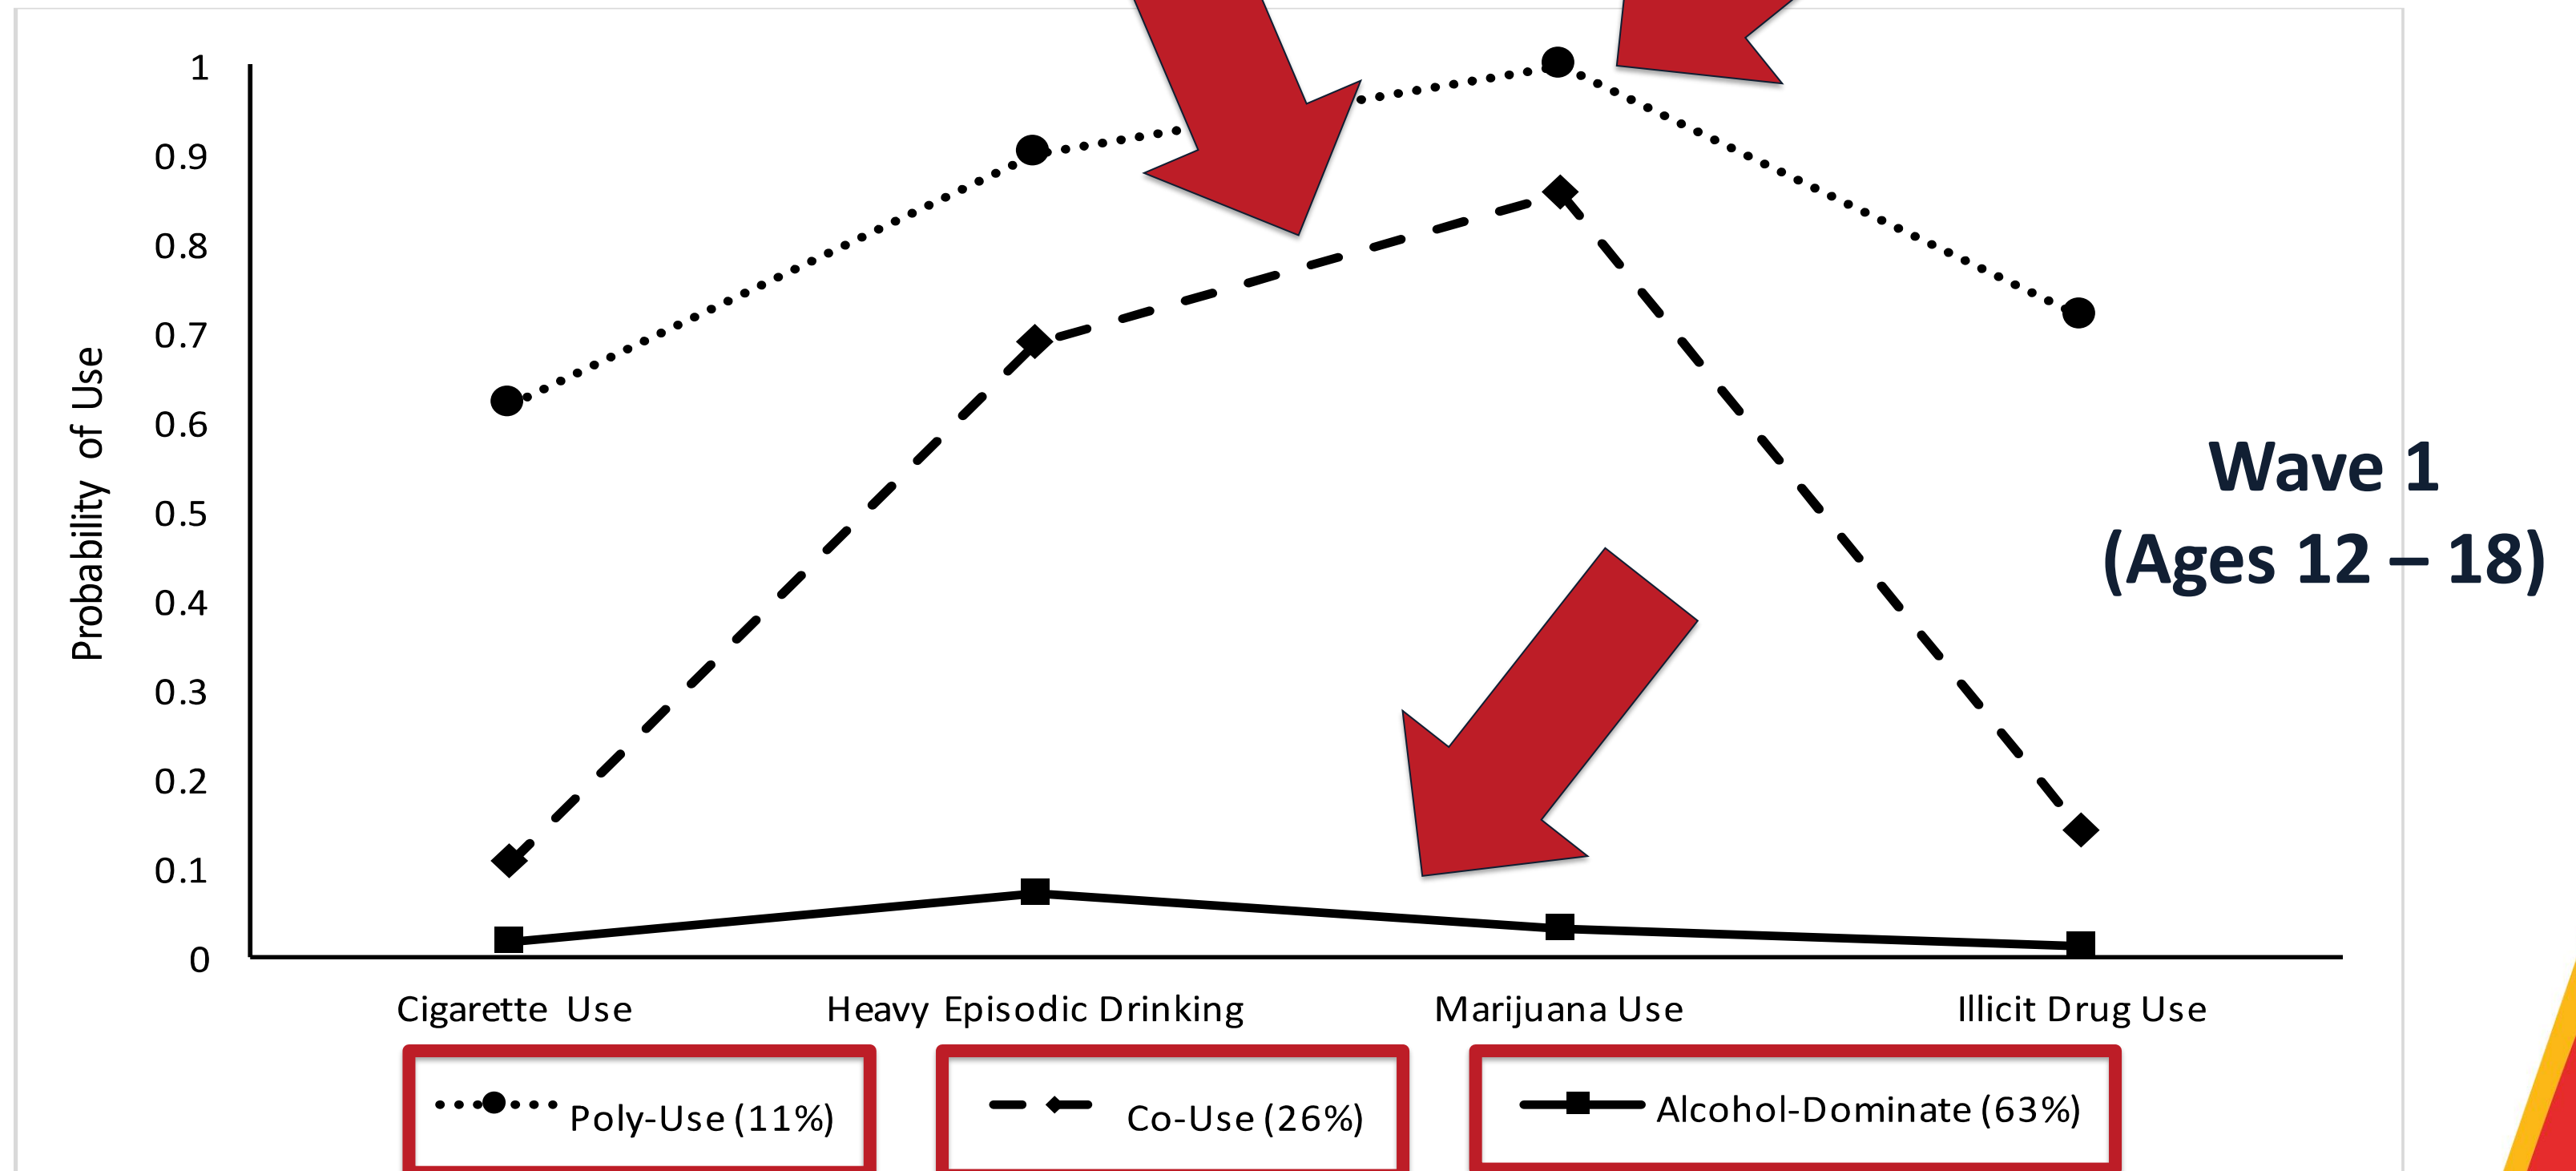 1
0.9
0.8
0.7
0.6
0.5
0.4
0.3
0.2
0.1
0
Probability of Use
Wave 1
(Ages 12 – 18)
Cigarette Use
Heavy Episodic Drinking
Marijuana Use
Illicit Drug Use
Poly-Use (11%)
Co-Use (26%)
Alcohol-Dominate (63%)